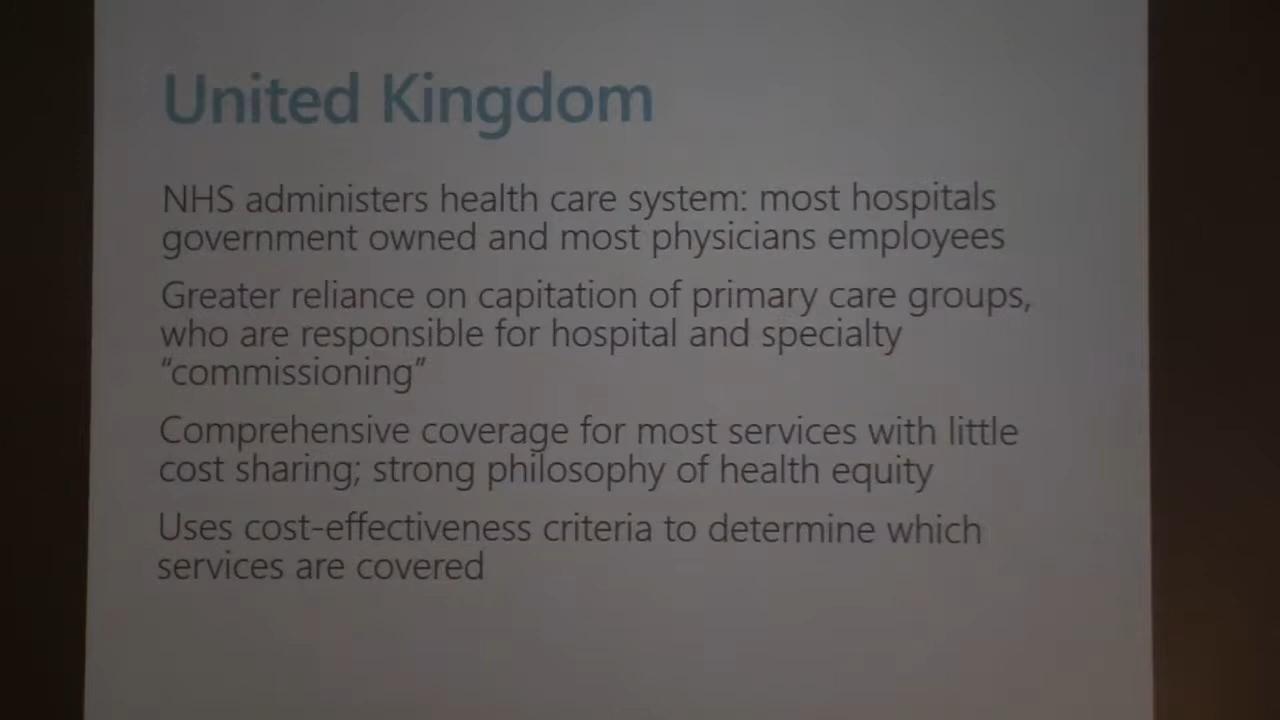 United Kingdom
NHS administers health care system: most hospitals
government owned and most physicians employees
Greater reliance on capitation of primary care groups,
who are responsible for hospital and specialty
“commissioning”
Comprehensive coverage for most services with little
cost sharing; strong philosophy of health equity
Uses cost-effectiveness criteria to determine which
services are covered